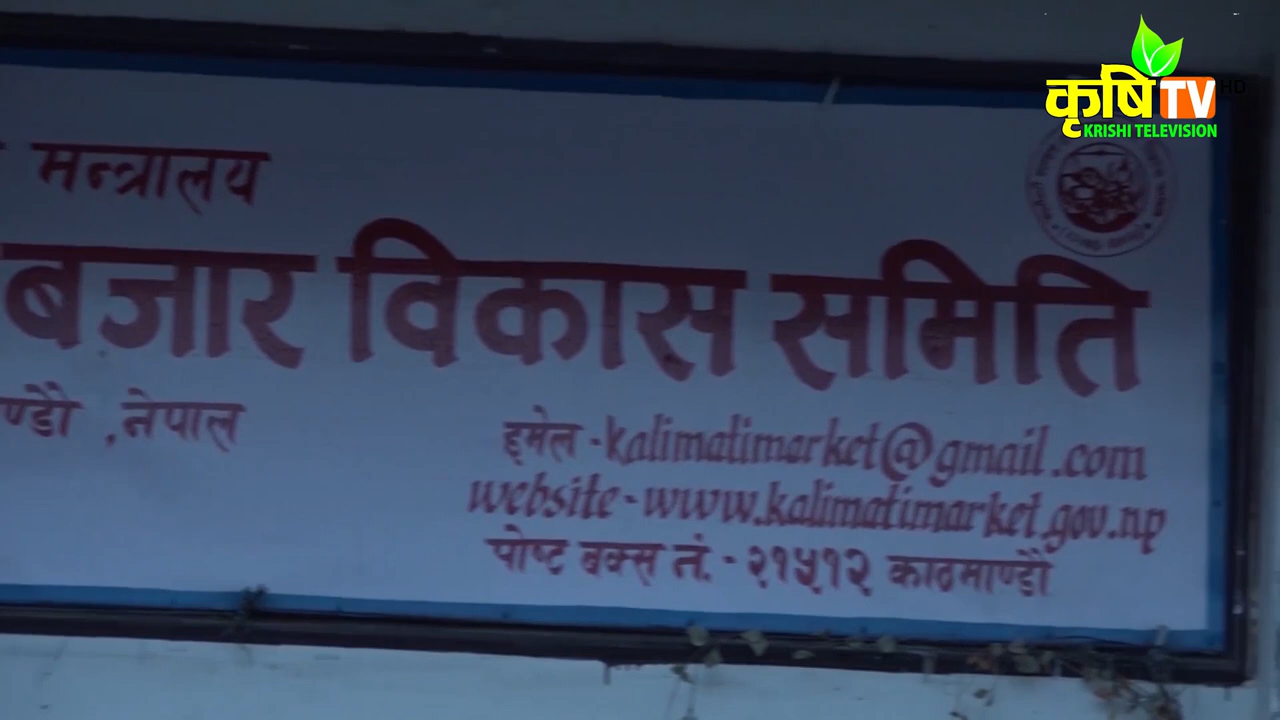 कृषि TV HD
KRISHI TELEVISION
मन्त्रालय
बजार विकास समिति
ण्डौ , नेपाल
इमेल - kalimatimarket@gmail.com
website - www.kalimatimarket.gov.np
पोष्ट बक्स नं. - २१५१२ काठमाण्डौ